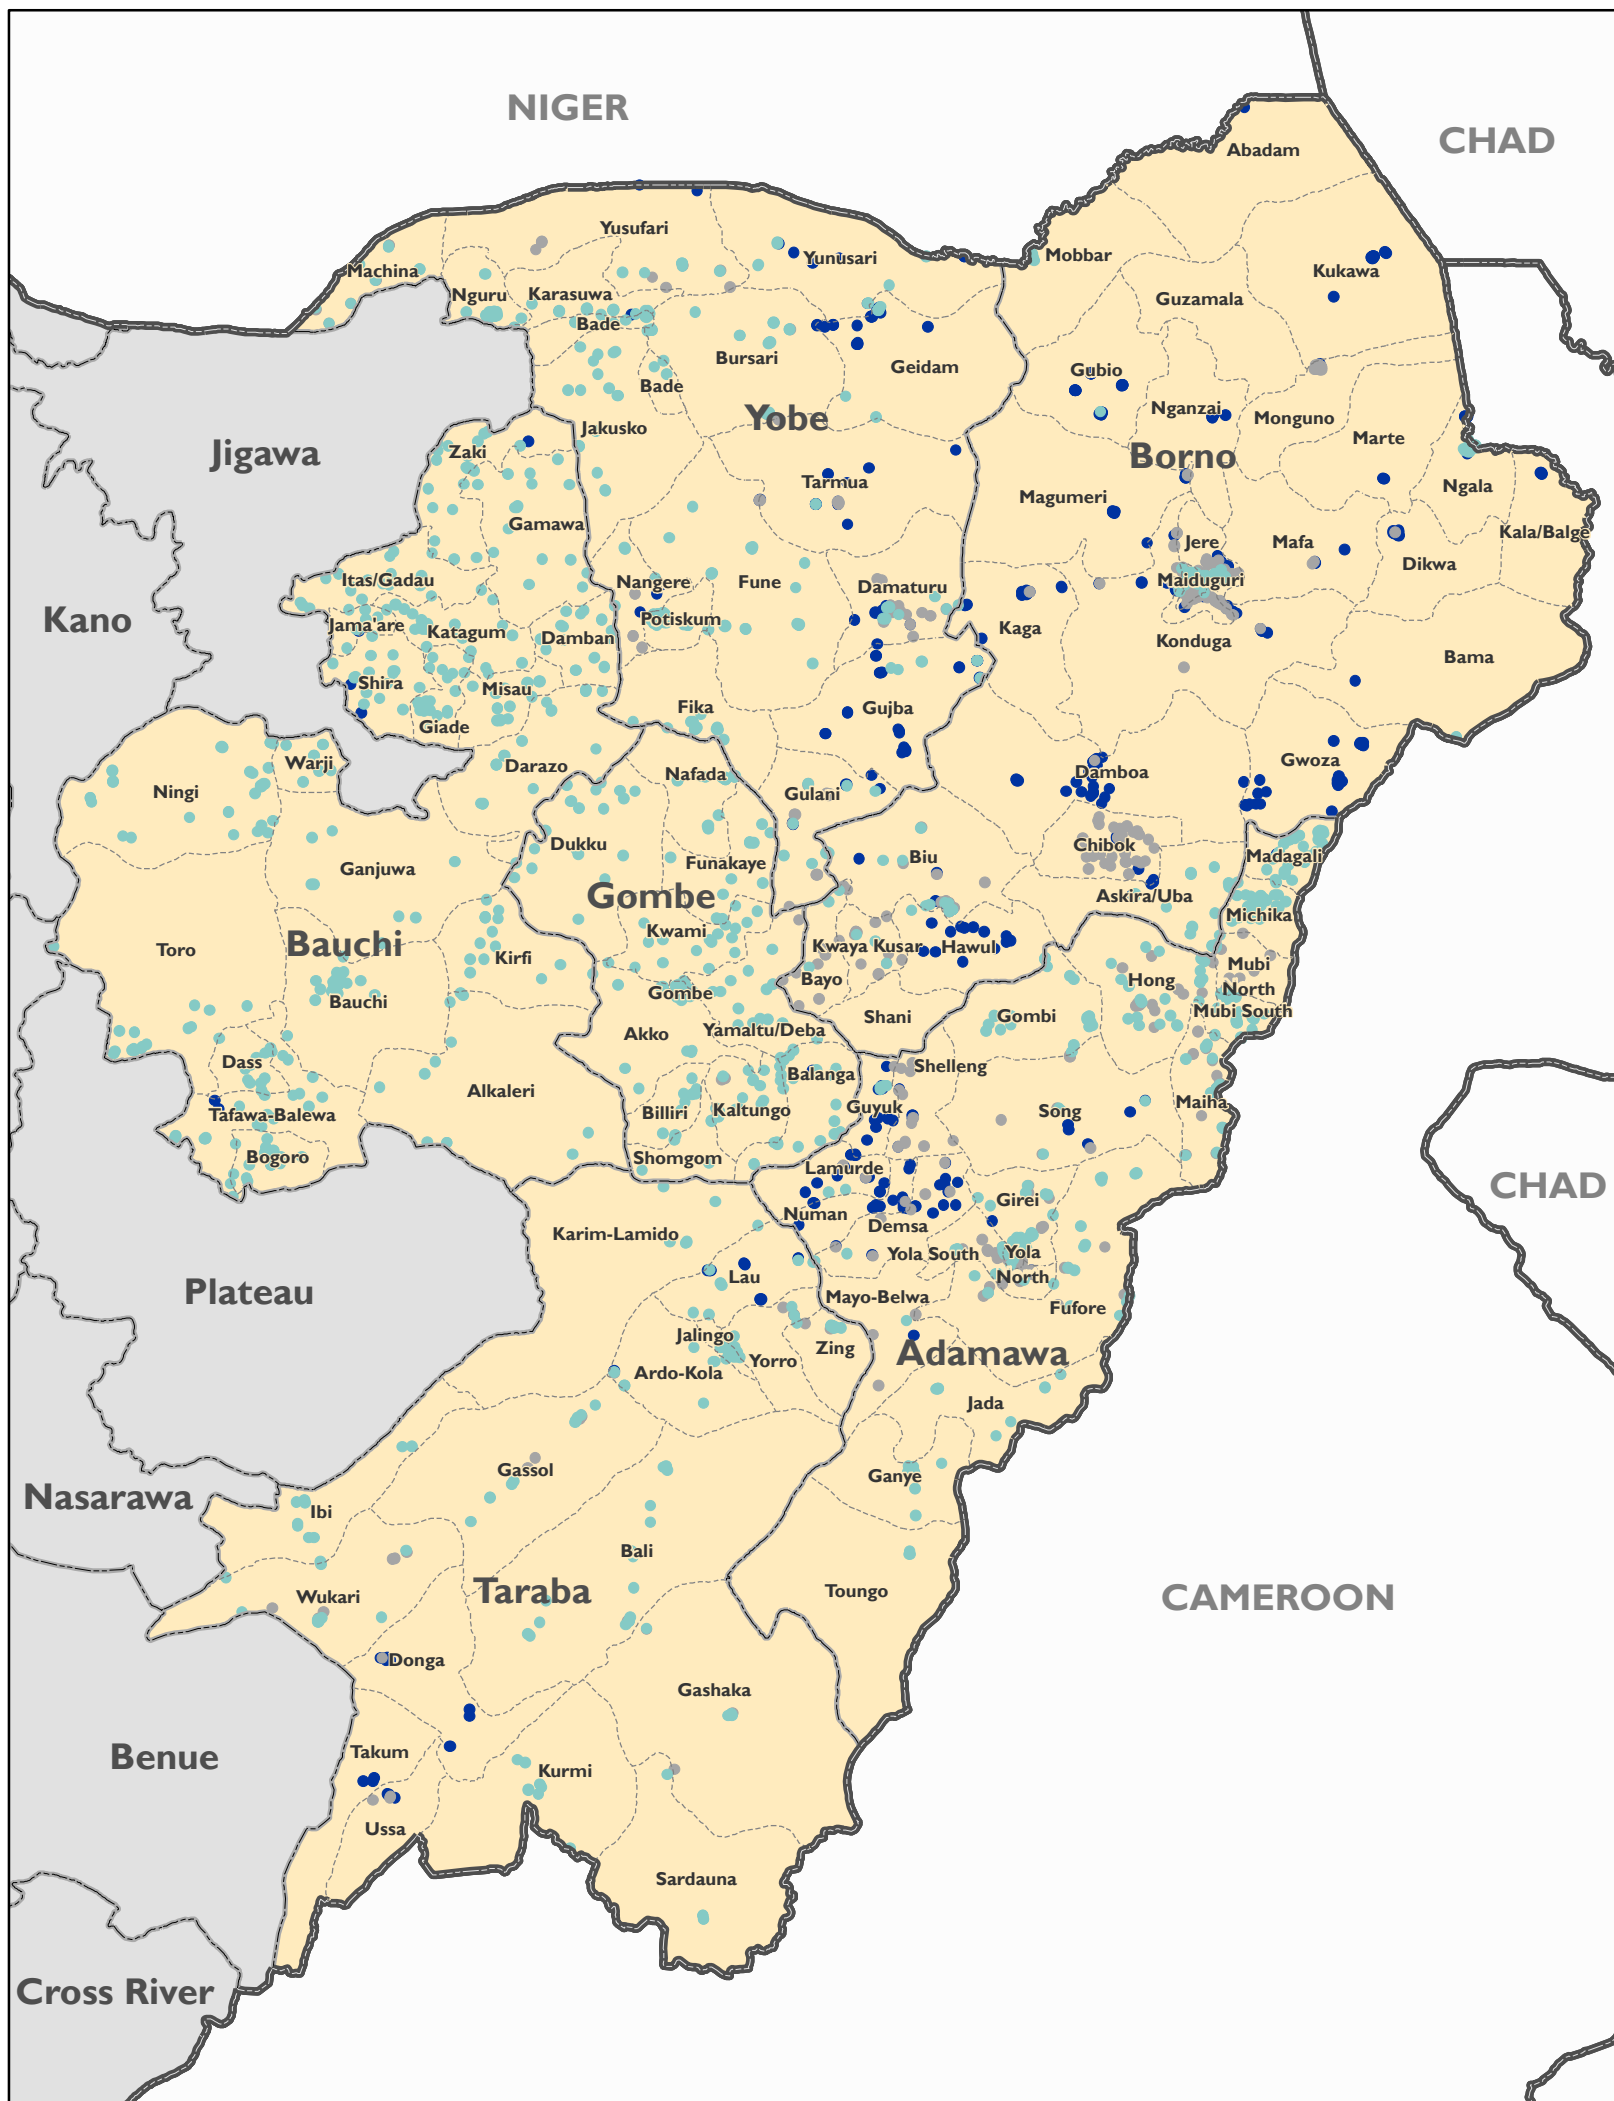 NIGER
CHAD
Abadam
Yusufari
Mobbar
Yunusari
Machina
Kukawa
Nguru
Karasuwa
Guzamala
Bade
Bursari
Geidam
Gubio
Bade
Nganzai
Monguno
Yobe
Jakusko
Marte
Jigawa
Zaki
Borno
Tarmua
Ngala
Magumeri
Gamawa
Kala/Balge
Jere
Mafa
Dikwa
Itas/Gadau
Nangere
Fune
Damaturu
Maiduguri
Kano
Jama'are
Katagum
Damban
Potiskum
Kaga
Konduga
Bama
Shira
Misau
Fika
Gujba
Giade
Warji
Darazo
Nafada
Damboa
Gwoza
Ningi
Gulani
Dukku
Chibok
Madagali
Ganjuwa
Funakaye
Biu
Gombe
Askira/Uba
Michika
Kwami
Toro
Bauchi
Kirfi
Kwaya Kusar
Hawul
Mubi
North
Bauchi
Gombe
Bayo
Hong
Mubi South
Akko
Yamaltu/Deba
Shani
Gombi
Dass
Balanga
Shelleng
Alkaleri
Tafawa-Balewa
Billiri
Kaltungo
Guyuk
Song
Maiha
Bogoro
Shomgom
Lamurde
CHAD
Girei
Numan
Demsa
Karim-Lamido
Yola South
Yola
North
Plateau
Lau
Mayo-Belwa
Fufore
Jalingo
Yorro
Zing
Adamawa
Ardo-Kola
Jada
Gassol
Ganye
Nasarawa
Ibi
Bali
Wukari
Taraba
Toungo
CAMEROON
Donga
Gashaka
Benue
Takum
Kurmi
Ussa
Sardauna
Cross River